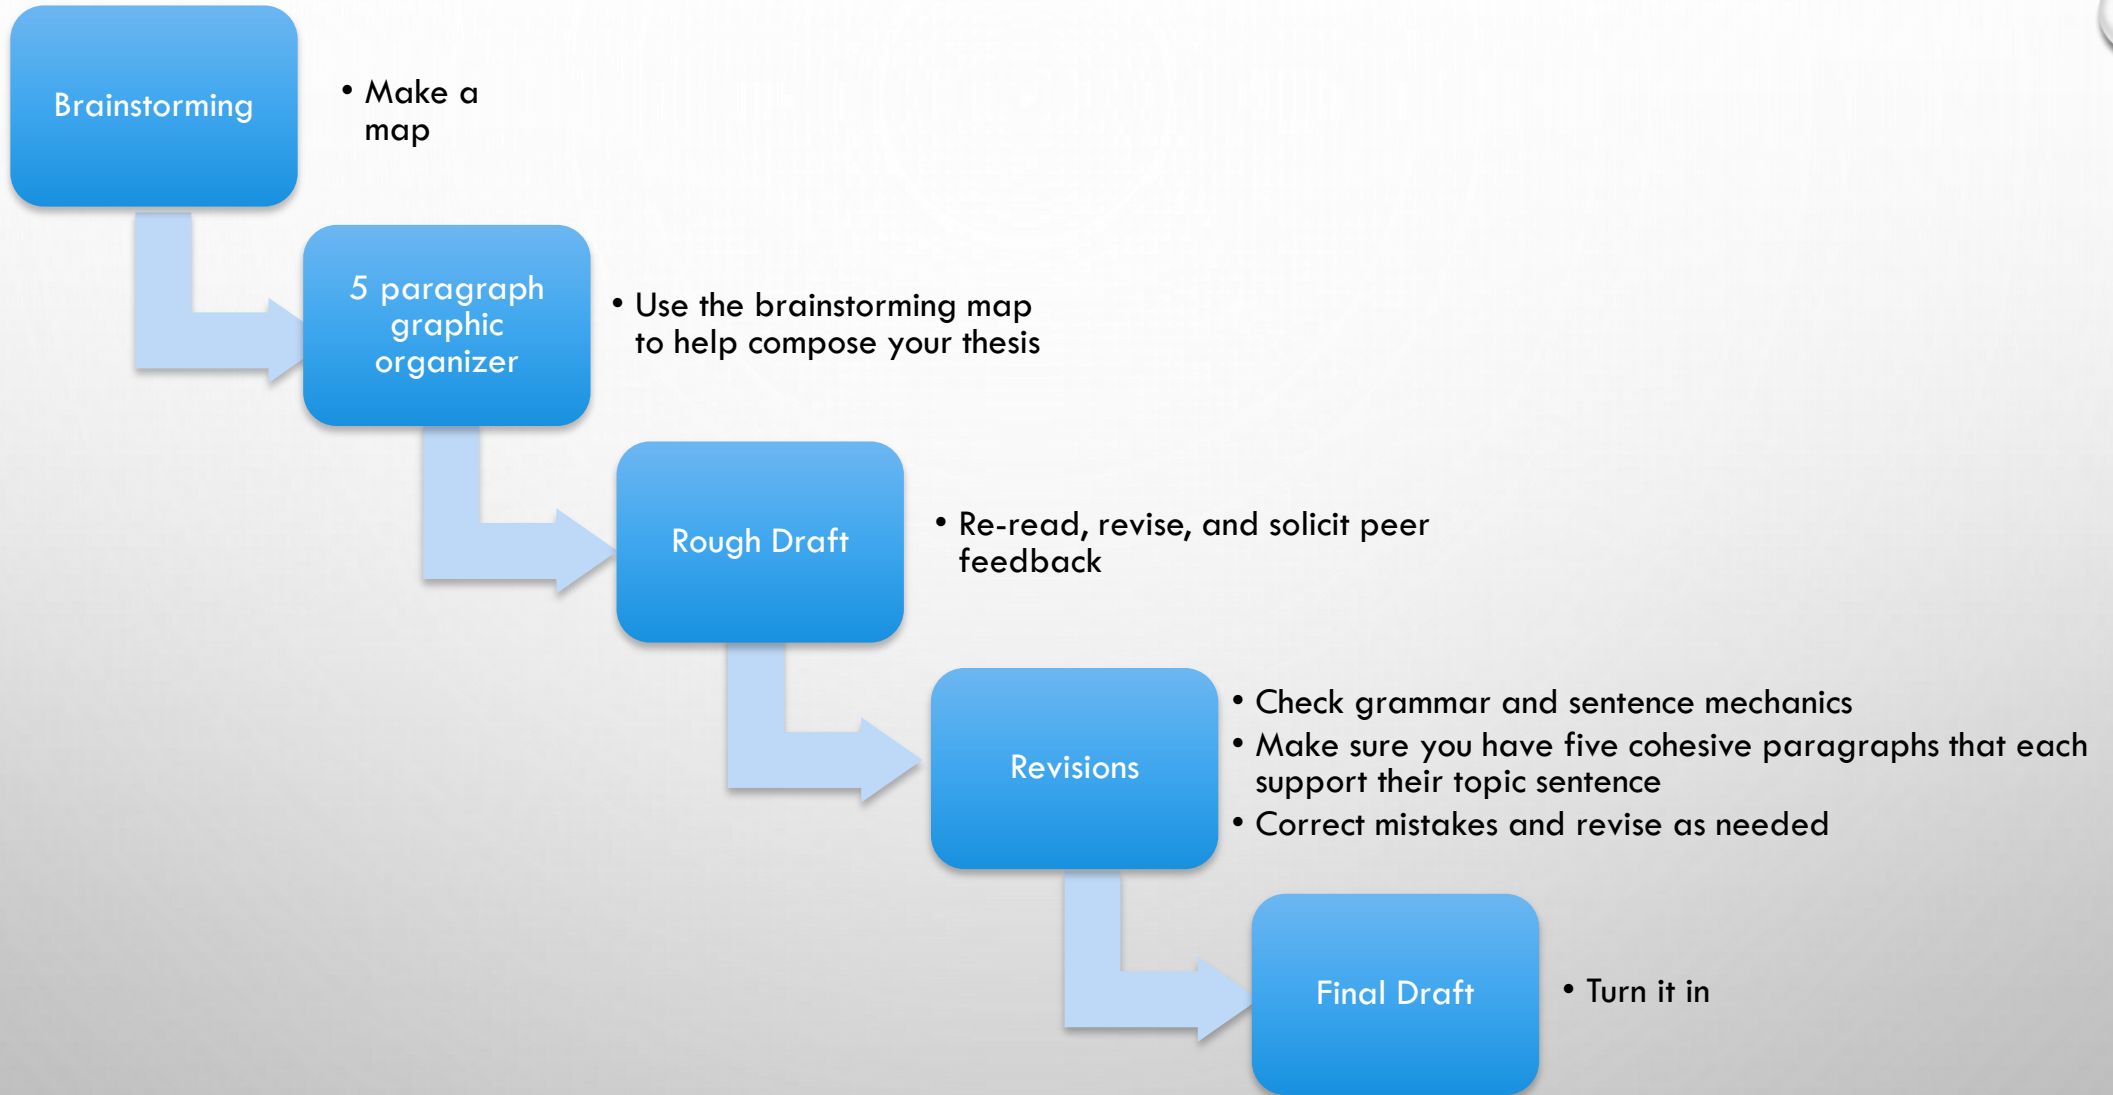 Brainstorming
• Make a
map
5 paragraph
graphic
organizer
• Use the brainstorming map
to help compose your thesis
Rough Draft
• Re-read, revise, and solicit peer
feedback
Revisions
• Check grammar and sentence mechanics
• Make sure you have five cohesive paragraphs that each
support their topic sentence
• Correct mistakes and revise as needed
Final Draft
• Turn it in